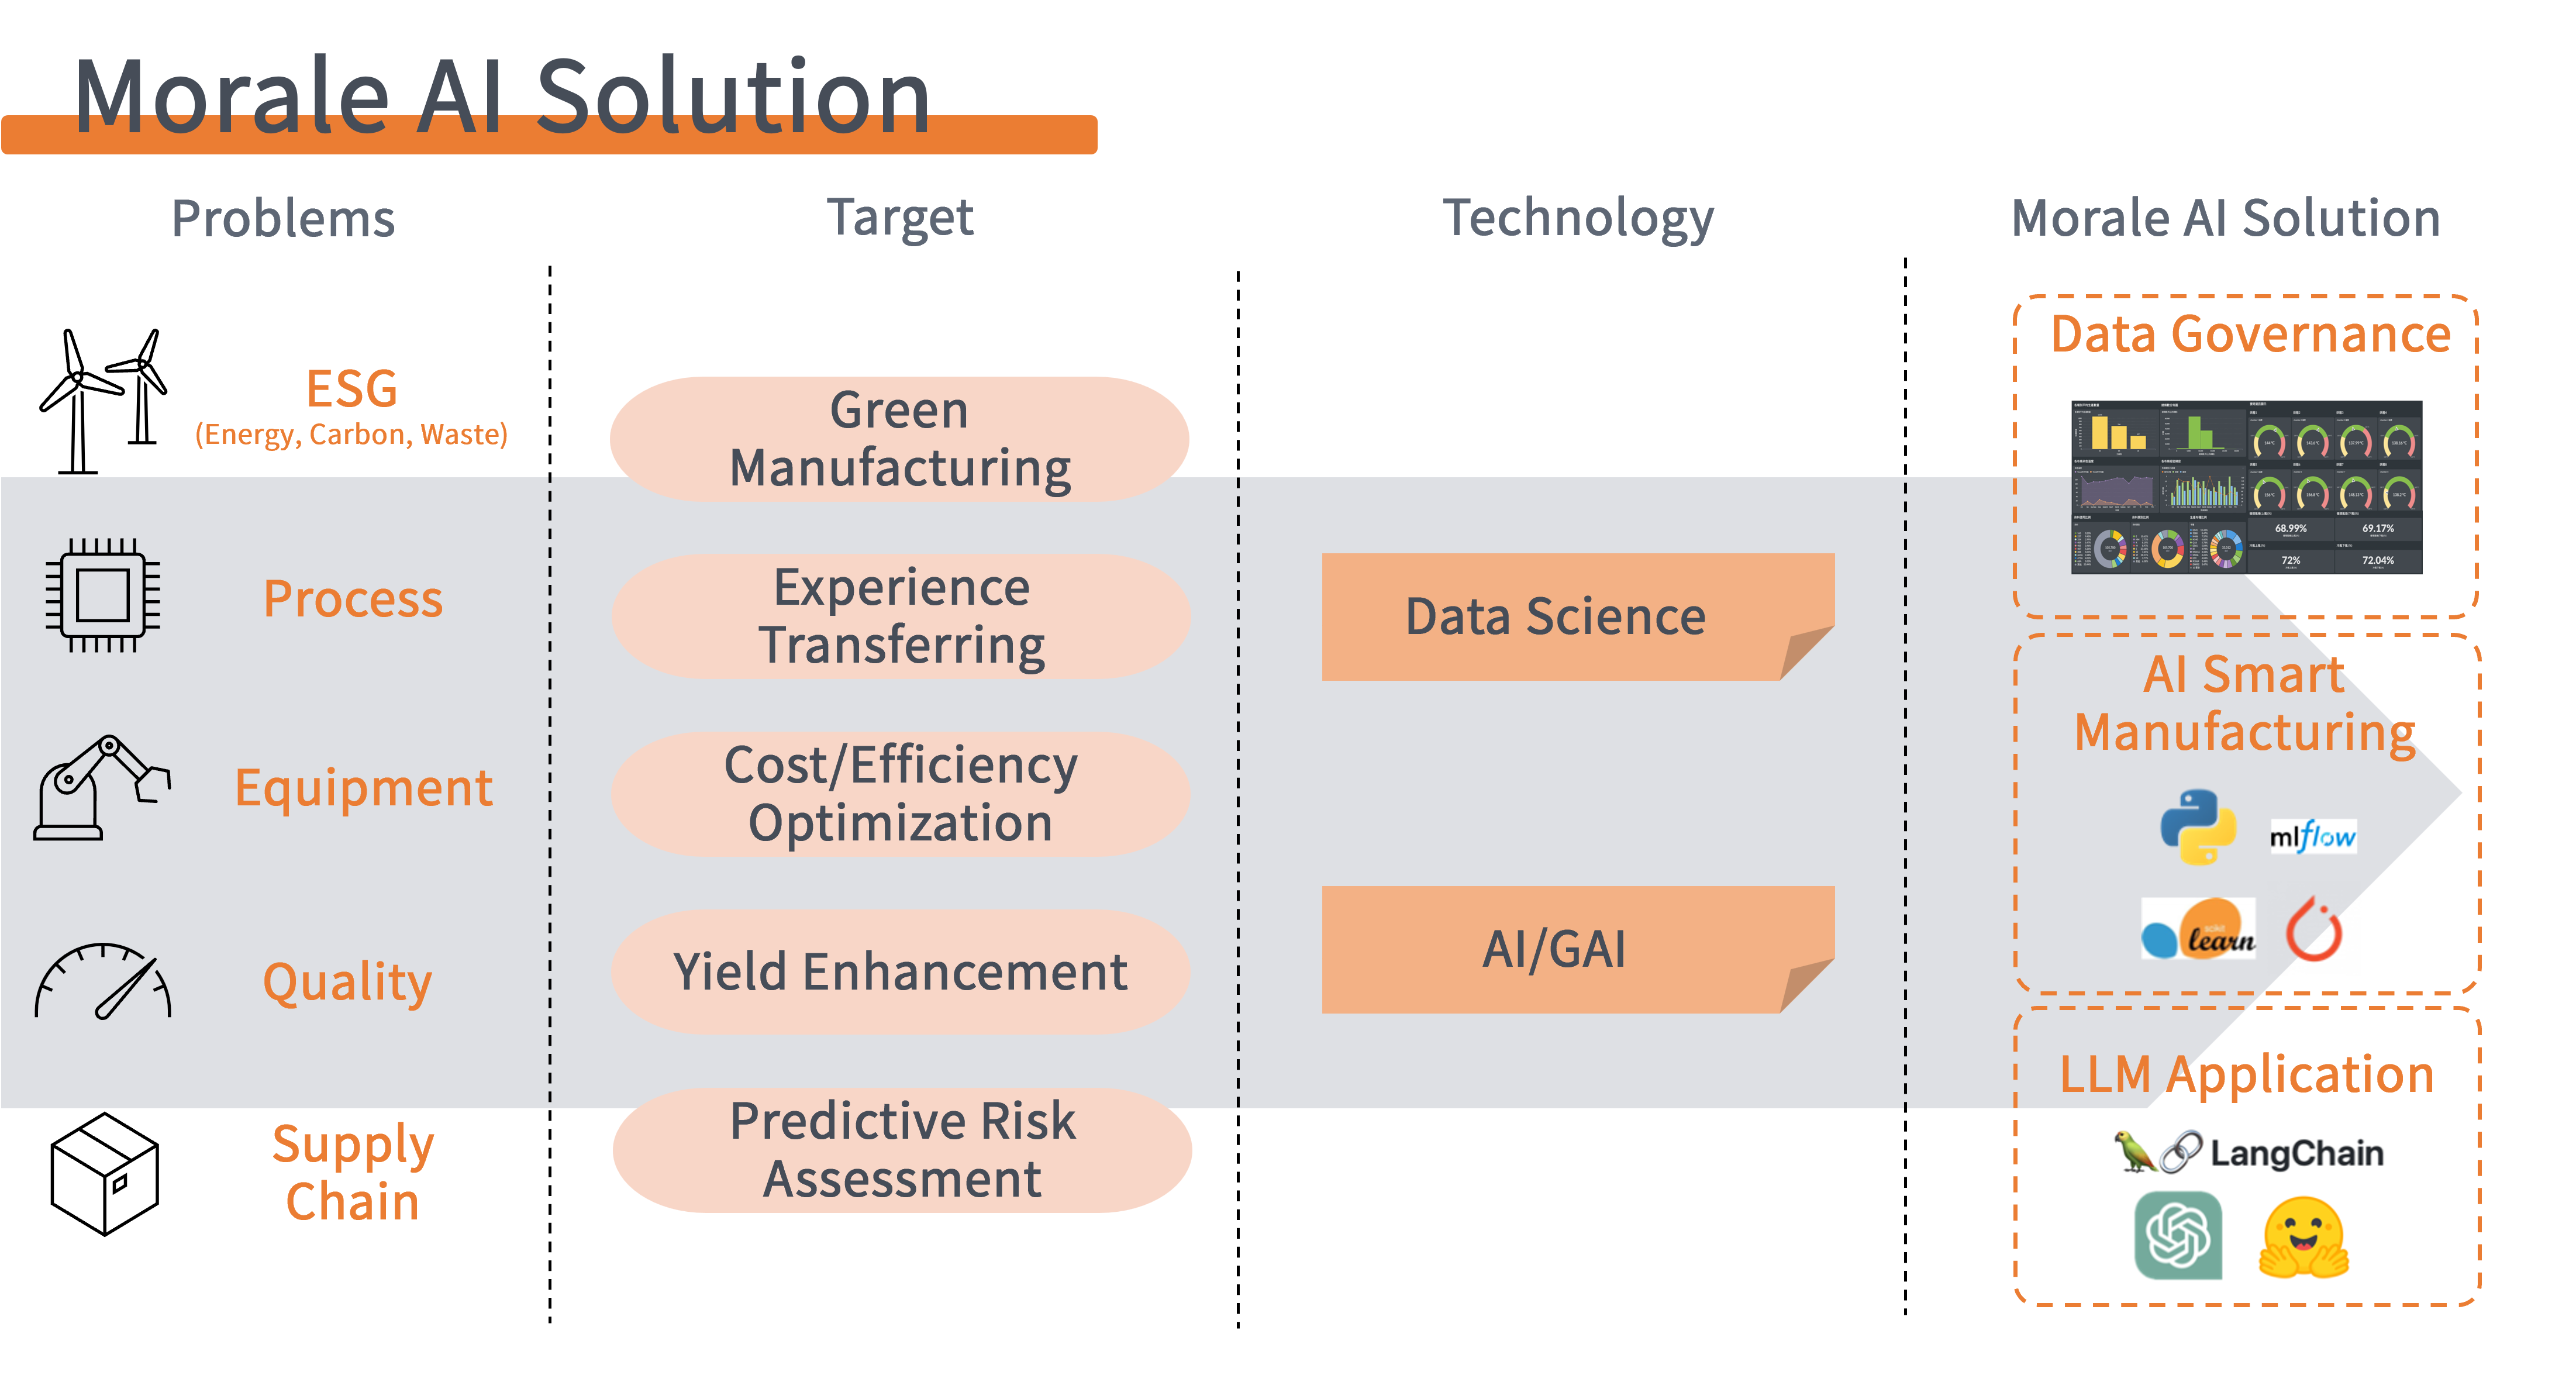 Morale AI Solution
Problems
Target
Technology
Morale AI Solution
ESG
(Energy, Carbon, Waste)
Process
Equipment
Quality
Supply
Chain
Green
Manufacturing
Experience
Transferring
Cost/Efficiency
Optimization
Yield Enhancement
Predictive Risk
Assessment
Data Science
AI/GAI
Data Governance
68.99%
69.17%
72%
72.04%
AI Smart
Manufacturing
mlflow
scikit
learn
LLM Application
LangChain